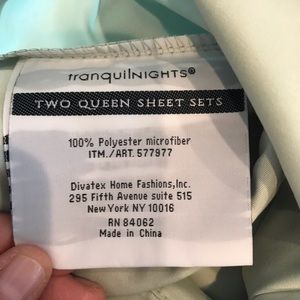 tranquilNIGHTS®
TWO QUEEN SHEET SETS
100% Polyester microfiber
ITM./ART. 577977
Divatex Home Fashions,Inc.
295 Fifth Avenue suite 515
New York NY 10016
RN 84062
Made in China